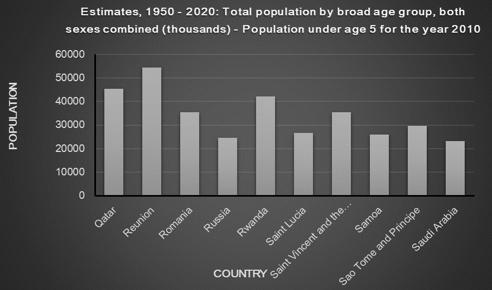 Estimates, 1950 - 2020: Total population by broad age group, both
sexes combined (thousands) - Population under age 5 for the year 2010
POPULATION
60000
50000
40000
30000
20000
10000
0
Qatar
Reunion
Romania
Russia
Rwanda
Saint Lucia
Saint Vincent and the...
Samoa
Sao Tome and Principe
Saudi Arabia
COUNTRY